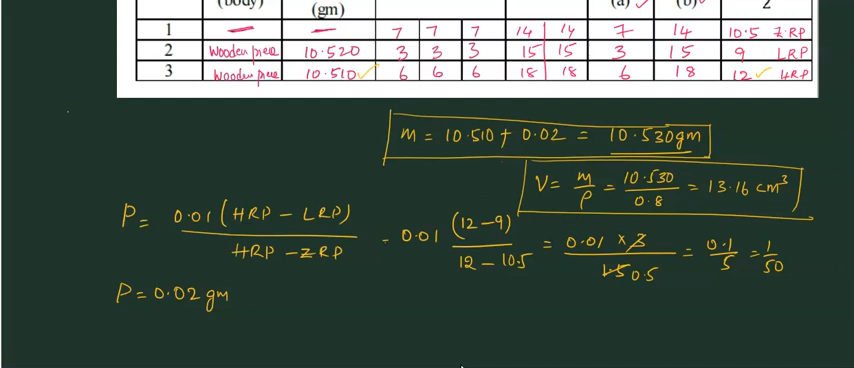 (body) (gm) (a) ✓ (b) ✓ 2
1 — — 7 7 7 14 14 7 14 10.5 Z.RP
2 Wooden piece 10.520 3 3 3 15 15 3 15 9 LRP
3 Wooden piece 10.510 ✓ 6 6 6 18 18 6 18 12 ✓ HRP
m = 10.510 + 0.02 = 10.530gm
V = m/ρ = 10.530/0.8 = 13.16 cm³
P = 0.01 (HRP - LRP) / HRP - ZRP = 0.01 (12-9) / 12 - 10.5 = 0.01 × 3 / 1.5 0.5 = 0.1/5 = 1/50
P = 0.02 gm